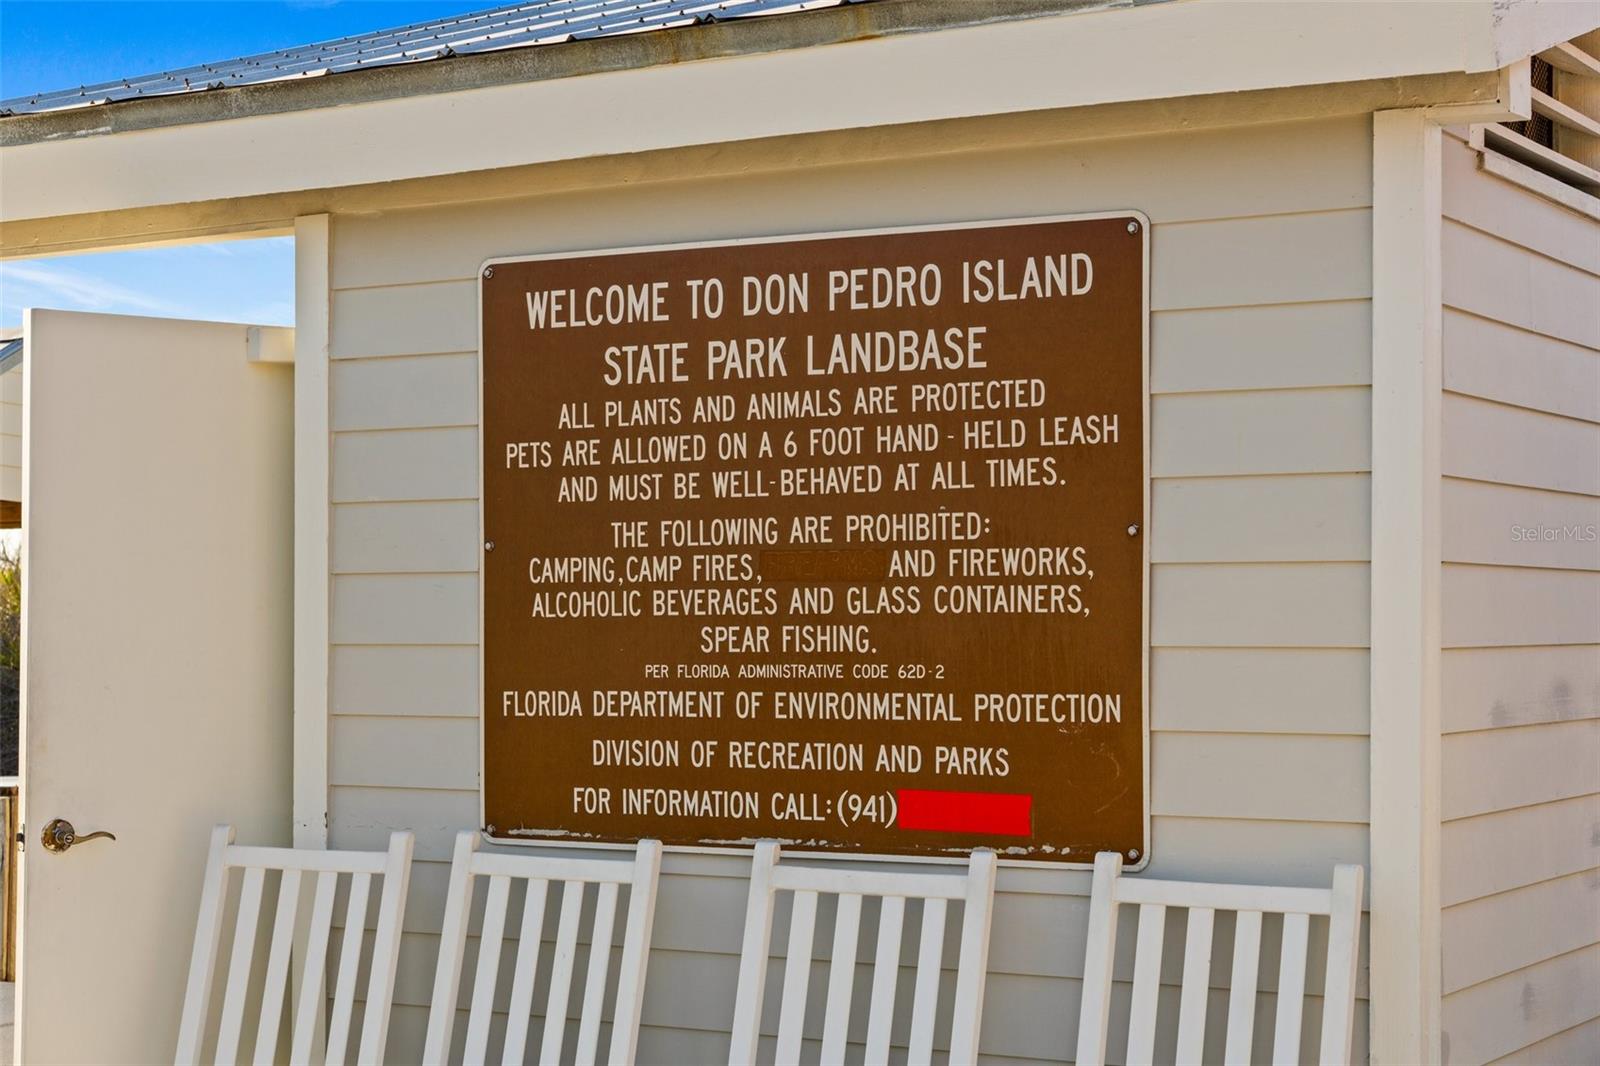 WELCOME TO DON PEDRO ISLAND
STATE PARK LANDBASE
ALL PLANTS AND ANIMALS ARE PROTECTED
PETS ARE ALLOWED ON A 6 FOOT HAND-HELD LEASH
AND MUST BE WELL-BEHAVED AT ALL TIMES.
THE FOLLOWING ARE PROHIBITED:
CAMPING, CAMP FIRES, FIREARMS AND FIREWORKS,
ALCOHOLIC BEVERAGES AND GLASS CONTAINERS,
SPEAR FISHING.
PER FLORIDA ADMINISTRATIVE CODE 62D-2
FLORIDA DEPARTMENT OF ENVIRONMENTAL PROTECTION
DIVISION OF RECREATION AND PARKS
FOR INFORMATION CALL: (941)
StellarMLS